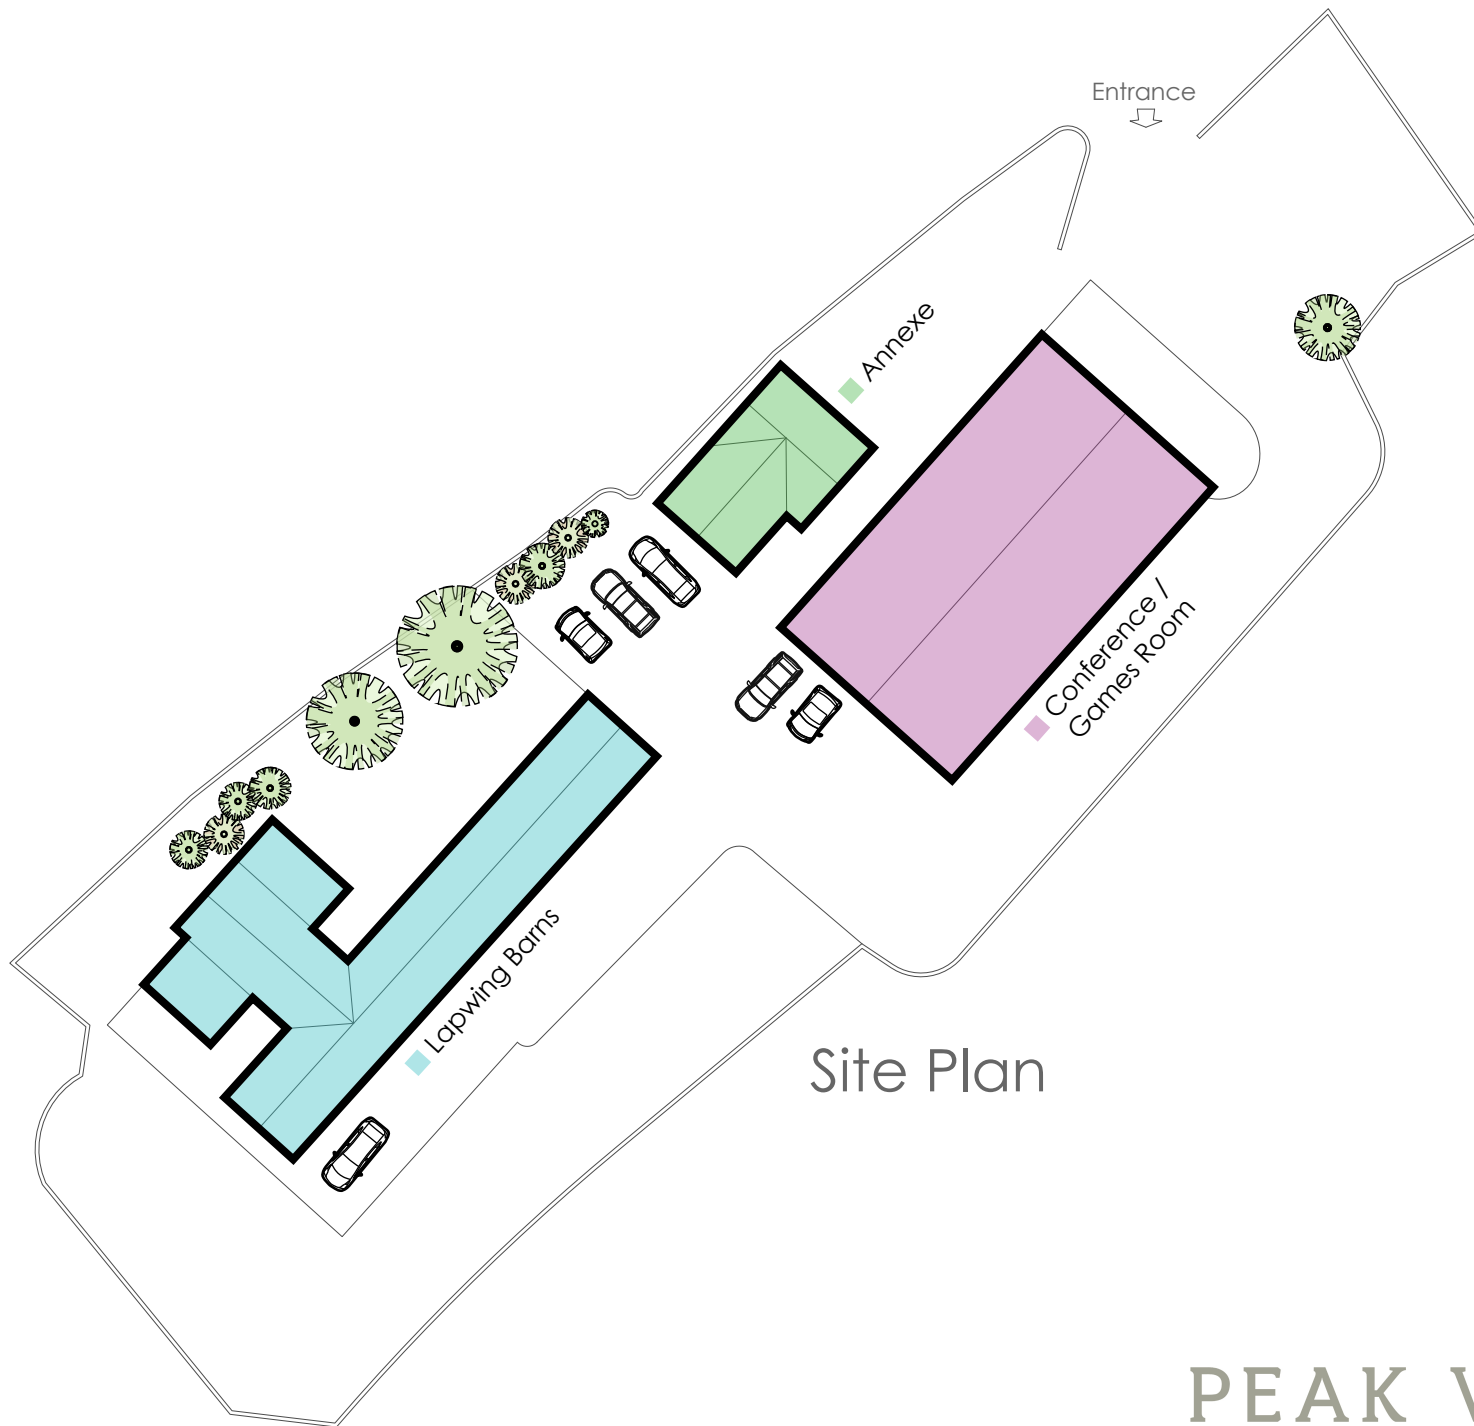 Entrance
Annexe
Conference /
Games Room
Lapwing Barns
Site Plan
PEAK